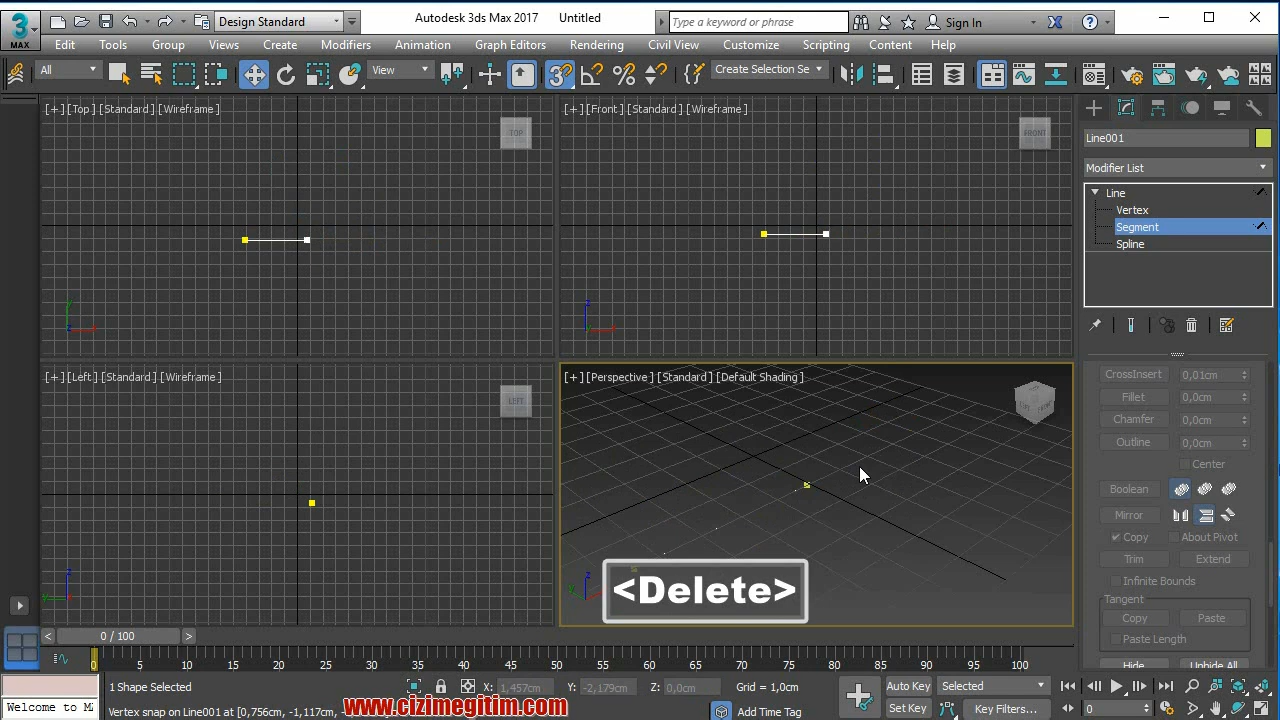 3 MAX Design Standard Autodesk 3ds Max 2017 Untitled Type a keyword or phrase Sign In
Edit Tools Group Views Create Modifiers Animation Graph Editors Rendering Civil View Customize Scripting Content Help
All View 3 Create Selection Se
[+] [Top] [Standard] [Wireframe]
TOP
[+] [Front] [Standard] [Wireframe]
FRONT
[+] [Left] [Standard] [Wireframe]
LEFT
[+] [Perspective] [Standard] [Default Shading]
<Delete>
Line001
Modifier List
Line
Vertex
Segment
Spline
CrossInsert 0,01cm
Fillet 0,0cm
Chamfer 0,0cm
Outline 0,0cm
Center
Boolean
Mirror
Copy About Pivot
Trim Extend
Infinite Bounds
Tangent
Copy Paste
Paste Length
Hide Unhide All
< 0 / 100 >
0 5 10 15 20 25 30 35 40 45 50 55 60 65 70 75 80 85 90 95 100
1 Shape Selected X: 1,457cm Y: -2,179cm Z: 0,0cm Grid = 1,0cm Auto Key Selected
Welcome to M Vertex snap on Line001 at [0,756cm, -1,117cm, Add Time Tag Set Key Key Filters... 0
www.cizimegitim.com